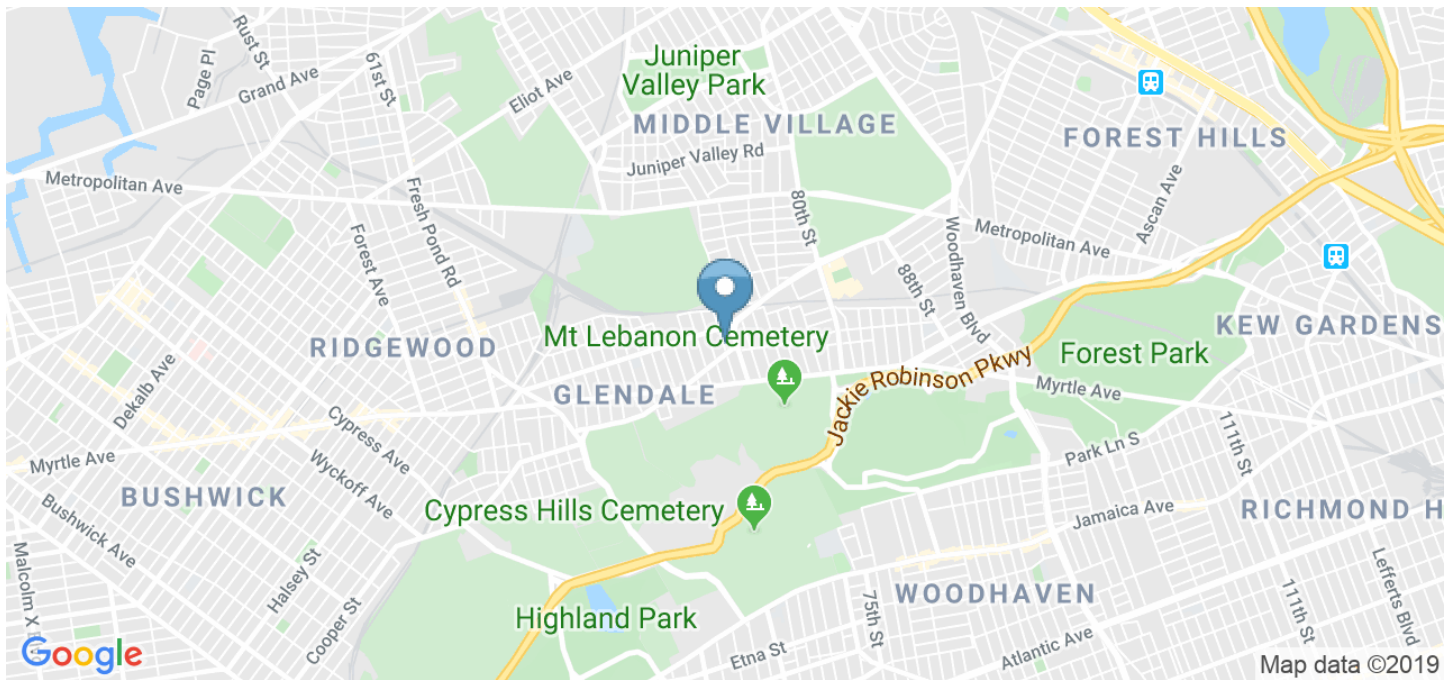 Rust St
Page Pl
Grand Ave
61st St
Eliot Ave
Juniper
Valley Park
MIDDLE VILLAGE
Juniper Valley Rd
FOREST HILLS
Metropolitan Ave
Fresh Pond Rd
Forest Ave
80th St
88th St
Woodhaven Blvd
Metropolitan Ave
Ascan Ave
KEW GARDENS
RIDGEWOOD
Mt Lebanon Cemetery
Forest Park
Jackie Robinson Pkwy
Myrtle Ave
GLENDALE
Dekalb Ave
Cypress Ave
Wyckoff Ave
Myrtle Ave
BUSHWICK
Bushwick Ave
Cypress Hills Cemetery
Park Ln S
111th St
Jamaica Ave
RICHMOND H
Malcolm X
Halsey St
Cooper St
Highland Park
WOODHAVEN
75th St
Etna St
Atlantic Ave
111th St
Lefferts Blvd
Google
Map data ©2019